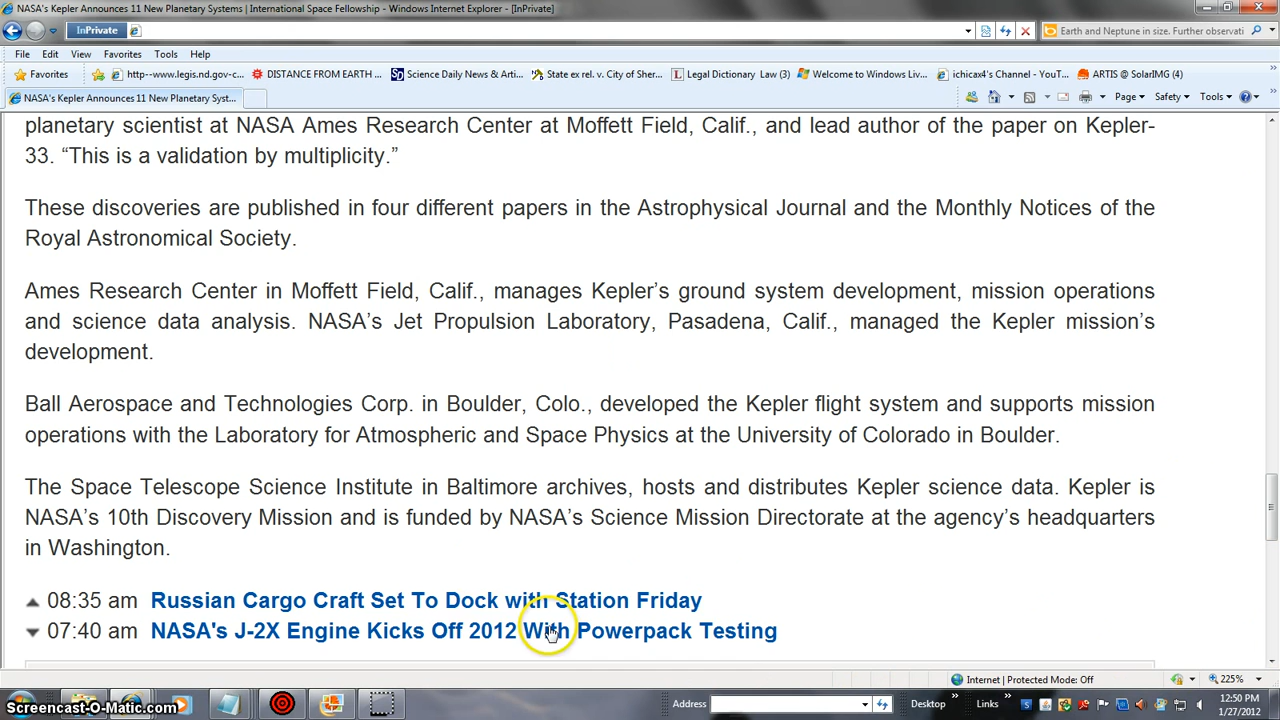 NASA's Kepler Announces 11 New Planetary Systems | International Space Fellowship - Windows Internet Explorer - [InPrivate]
InPrivate
Earth and Neptune in size. Further observati
File Edit View Favorites Tools Help
Favorites http--www.legis.nd.gov-c... DISTANCE FROM EARTH ... Science Daily News & Arti... State ex rel. v. City of Sher... Legal Dictionary Law (3) Welcome to Windows Liv... ichicax4's Channel - YouT... ARTIS @ SolarIMG (4)
NASA's Kepler Announces 11 New Planetary Syst... Page Safety Tools
planetary scientist at NASA Ames Research Center at Moffett Field, Calif., and lead author of the paper on Kepler-
33. “This is a validation by multiplicity.”
These discoveries are published in four different papers in the Astrophysical Journal and the Monthly Notices of the
Royal Astronomical Society.
Ames Research Center in Moffett Field, Calif., manages Kepler’s ground system development, mission operations
and science data analysis. NASA’s Jet Propulsion Laboratory, Pasadena, Calif., managed the Kepler mission’s
development.
Ball Aerospace and Technologies Corp. in Boulder, Colo., developed the Kepler flight system and supports mission
operations with the Laboratory for Atmospheric and Space Physics at the University of Colorado in Boulder.
The Space Telescope Science Institute in Baltimore archives, hosts and distributes Kepler science data. Kepler is
NASA’s 10th Discovery Mission and is funded by NASA’s Science Mission Directorate at the agency’s headquarters
in Washington.
08:35 am Russian Cargo Craft Set To Dock with Station Friday
07:40 am NASA's J-2X Engine Kicks Off 2012 With Powerpack Testing
Internet | Protected Mode: Off 225%
Address Desktop Links 12:50 PM
Screencast-O-Matic.com 1/27/2012